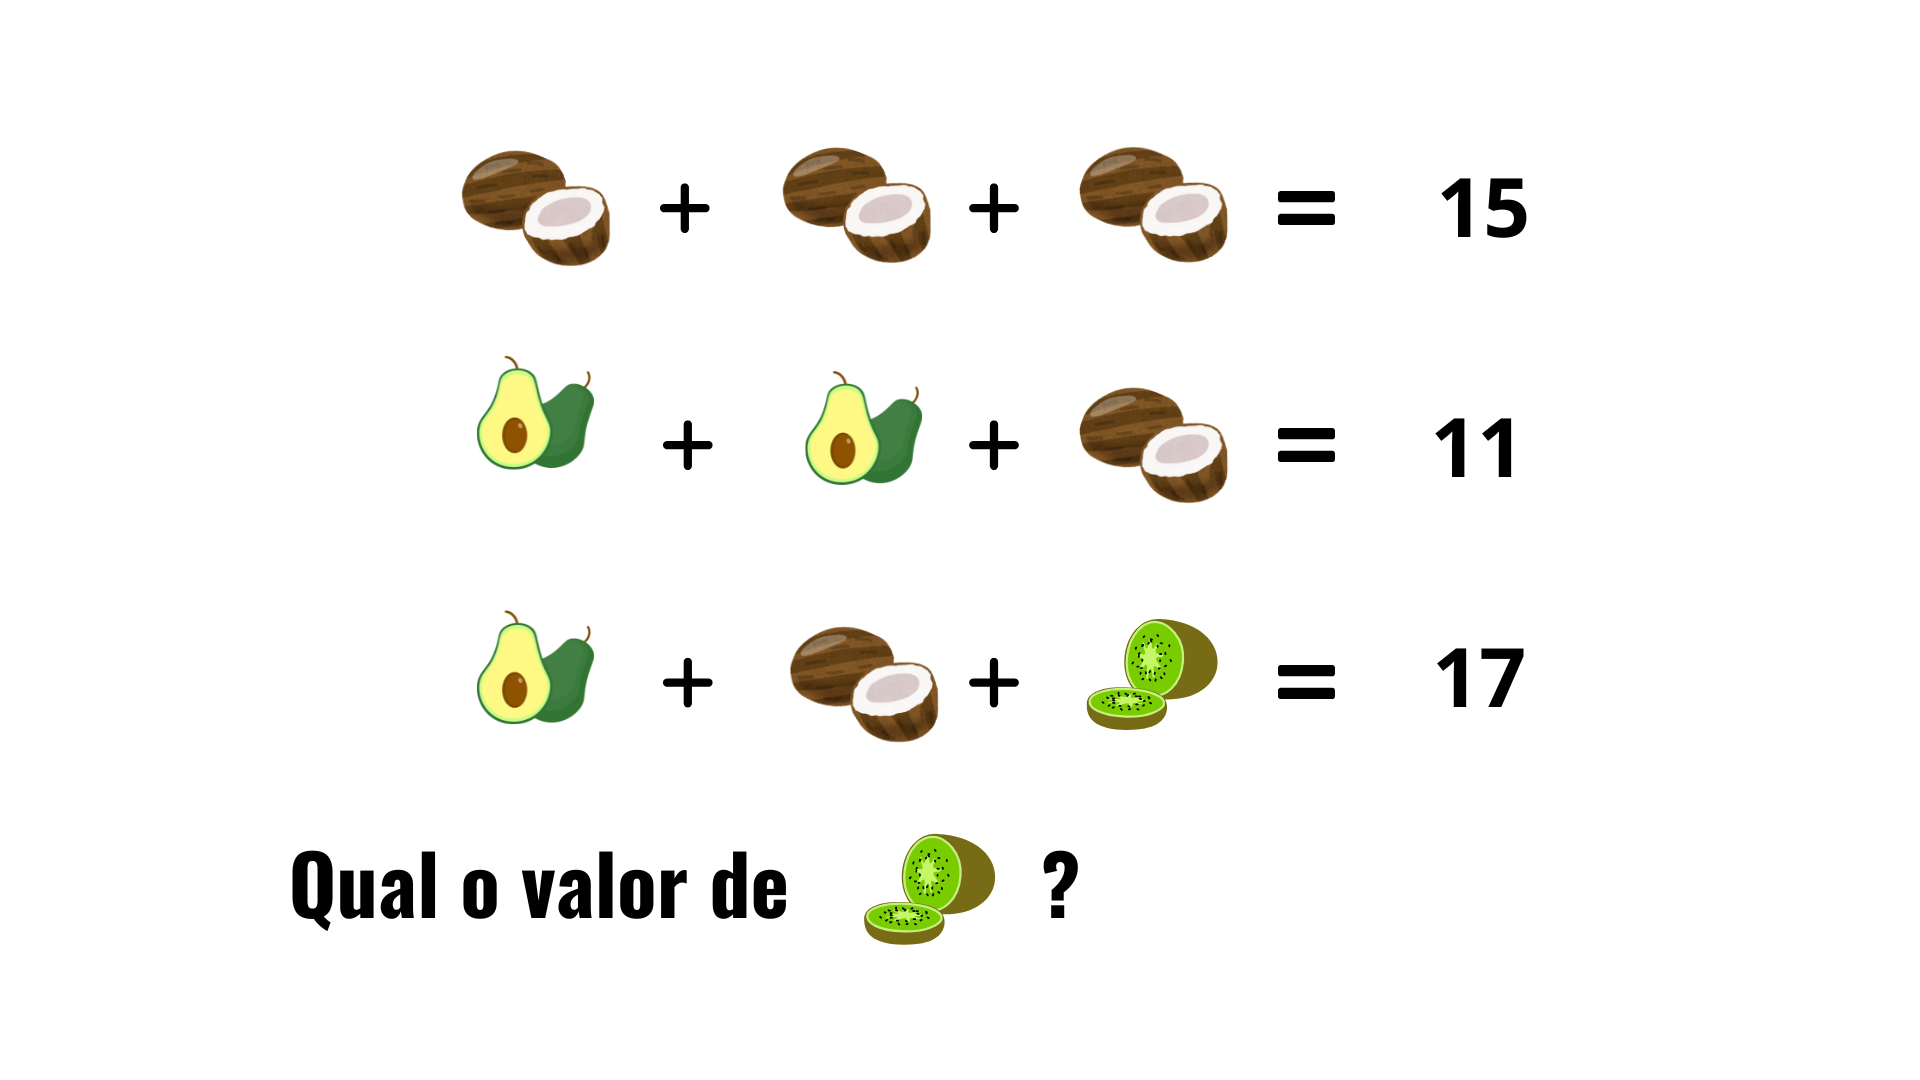 + + = 15
+ + = 11
+ + = 17
Qual o valor de ?